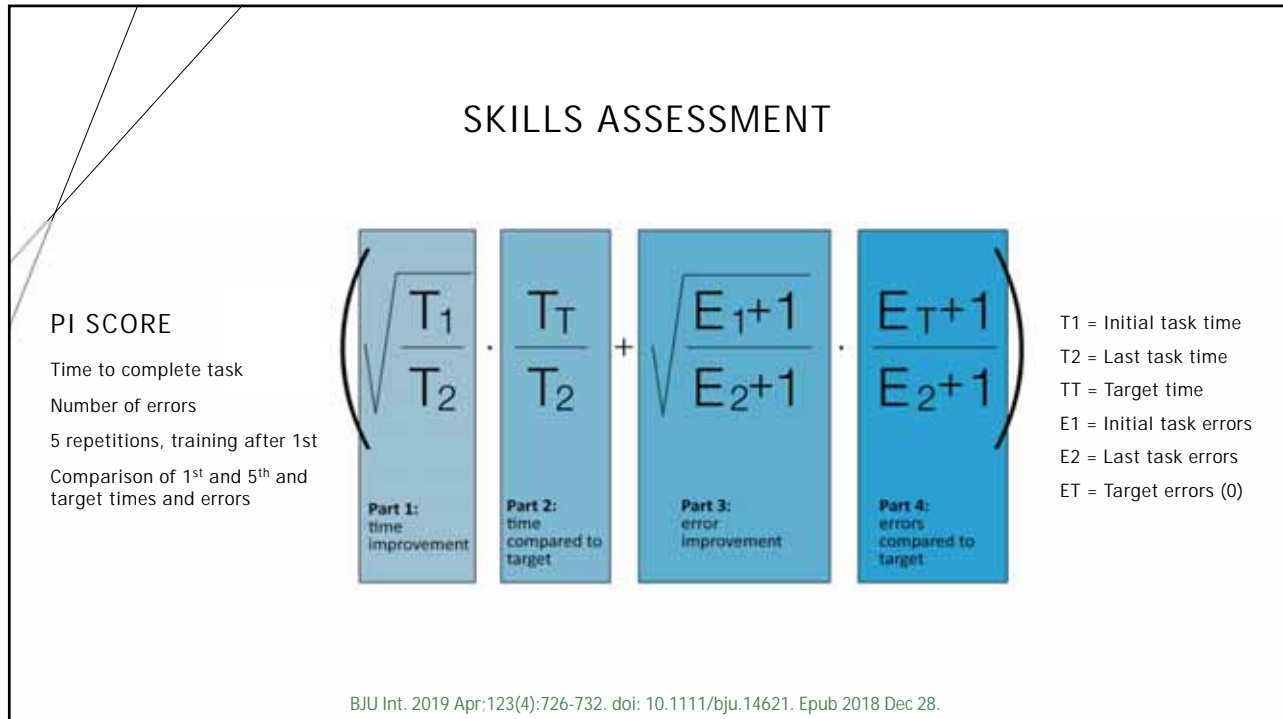 SKILLS ASSESSMENT
PI SCORE
Time to complete task
Number of errors
5 repetitions, training after 1st
Comparison of 1st and 5th and
target times and errors
(√(T1/T2) · TT/T2 + √((E1+1)/(E2+1)) · (ET+1)/(E2+1))
Part 1:
time
improvement
Part 2:
time
compared to
target
Part 3:
error
improvement
Part 4:
errors
compared to
target
T1 = Initial task time
T2 = Last task time
TT = Target time
E1 = Initial task errors
E2 = Last task errors
ET = Target errors (0)
BJU Int. 2019 Apr;123(4):726-732. doi: 10.1111/bju.14621. Epub 2018 Dec 28.